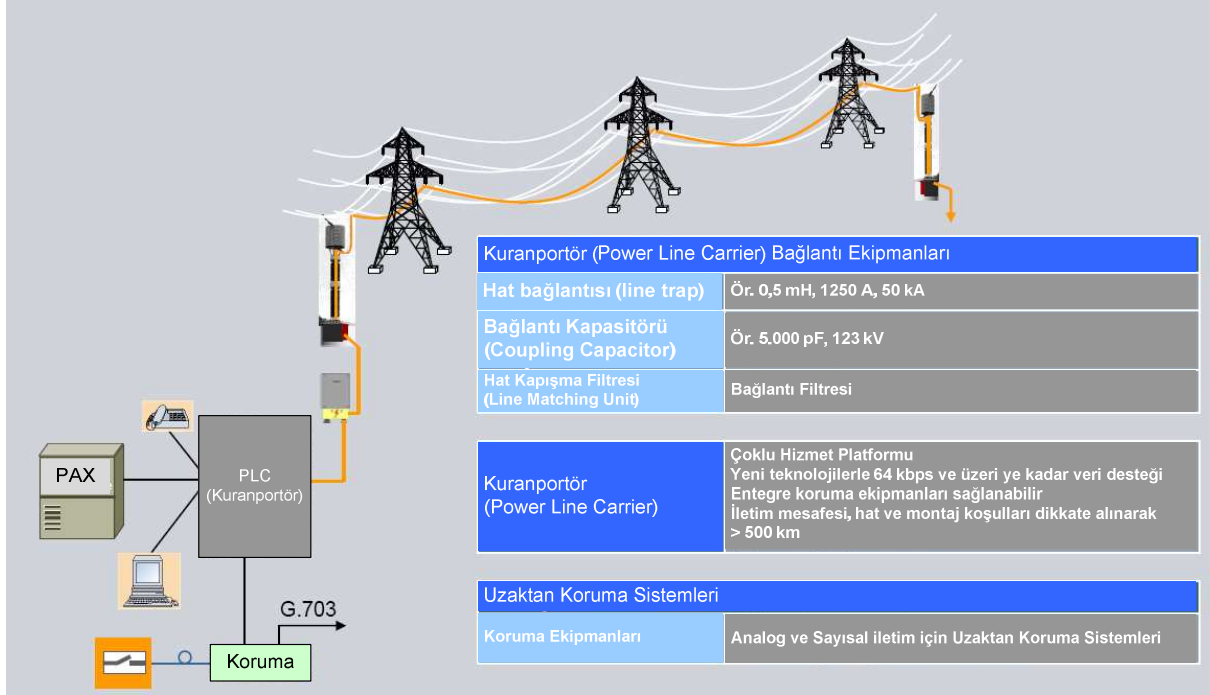 Kuranportör (Power Line Carrier) Bağlantı Ekipmanları
Hat bağlantısı (line trap)
Ör. 0,5 mH, 1250 A, 50 kA
Bağlantı Kapasitörü
(Coupling Capacitor)
Ör. 5.000 pF, 123 kV
Hat Kapışma Filtresi
(Line Matching Unit)
Bağlantı Filtresi
Kuranportör
(Power Line Carrier)
Çoklu Hizmet Platformu
Yeni teknolojilerle 64 kbps ve üzeri ye kadar veri desteği
Entegre koruma ekipmanları sağlanabilir
İletim mesafesi, hat ve montaj koşulları dikkate alınarak
> 500 km
Uzaktan Koruma Sistemleri
Koruma Ekipmanları
Analog ve Sayısal iletim için Uzaktan Koruma Sistemleri
PAX
PLC
(Kuranportör)
G.703
Koruma